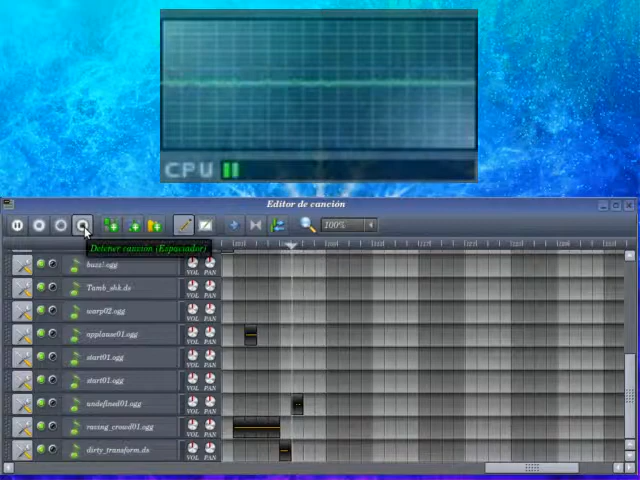 CPU
Editor de canción
100%
Detener canción (Espaciador)
buzz!.ogg
VOL PAN
Tamb_shk.ds
VOL PAN
warp02.ogg
VOL PAN
applause01.ogg
VOL PAN
start01.ogg
VOL PAN
start01.ogg
VOL PAN
undefined01.ogg
VOL PAN
raving_crowd01.ogg
VOL PAN
dirty_transform.ds
VOL PAN